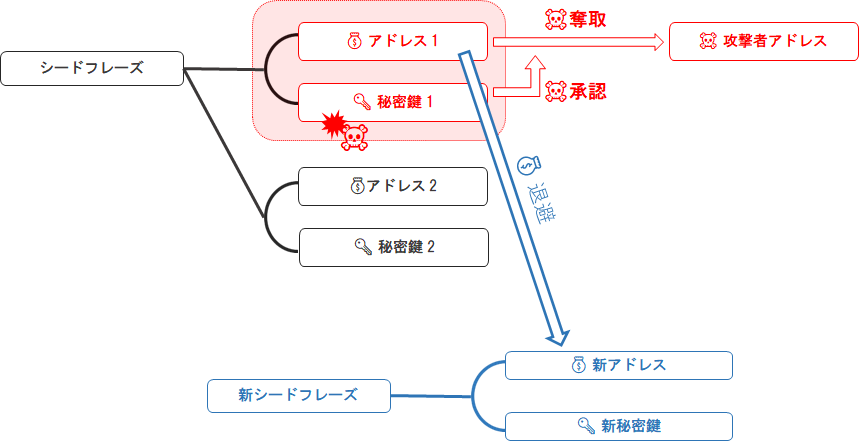 アドレス1
奪取
攻撃者アドレス
シードフレーズ
秘密鍵1
承認
アドレス2
退避
秘密鍵2
新アドレス
新シードフレーズ
新秘密鍵